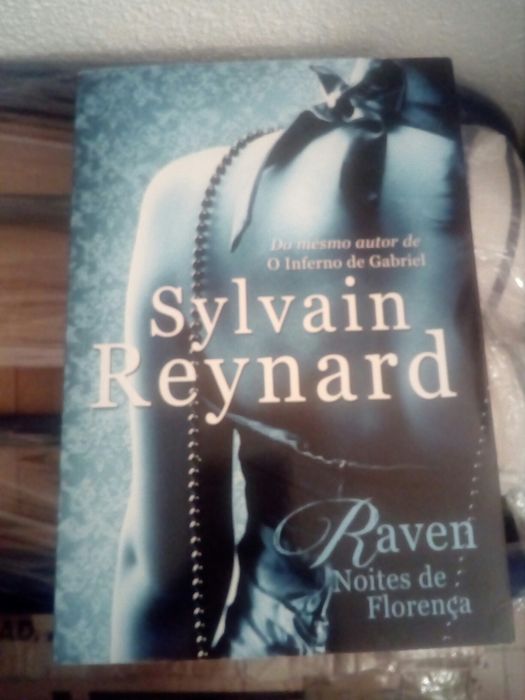 Do mesmo autor de
O Inferno de Gabriel
Sylvain
Reynard
Raven
Noites de
Florença